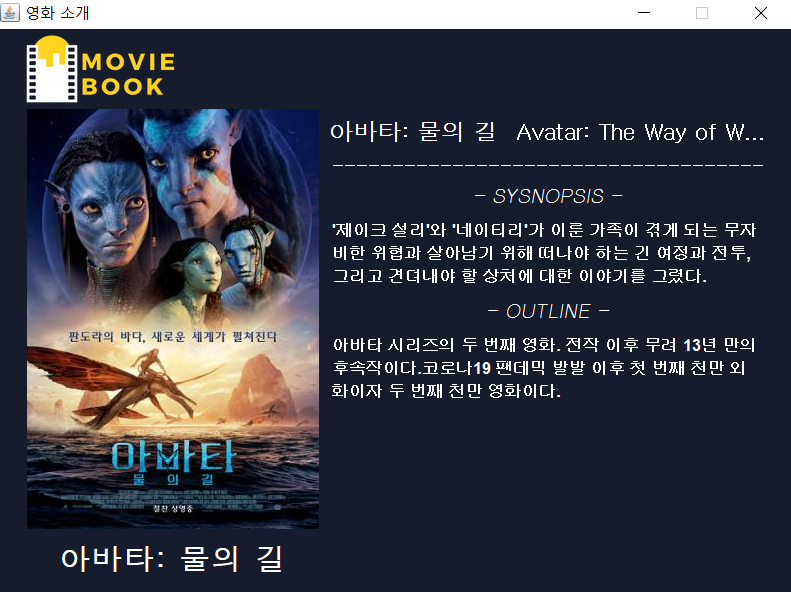 영화 소개
MOVIE
BOOK
아바타: 물의 길 Avatar: The Way of W...
------------------------------------
- SYSNOPSIS -
'제이크 설리'와 '네이티리'가 이룬 가족이 겪게 되는 무자
비한 위협과 살아남기 위해 떠나야 하는 긴 여정과 전투,
그리고 견뎌내야 할 상처에 대한 이야기를 그렸다.
- OUTLINE -
아바타 시리즈의 두 번째 영화. 전작 이후 무려 13년 만의
후속작이다.코로나19 팬데믹 발발 이후 첫 번째 천만 외
화이자 두 번째 천만 영화이다.
판도라의 바다, 새로운 세계가 펼쳐진다
아바타
물의 길
절찬 상영중
아바타: 물의 길